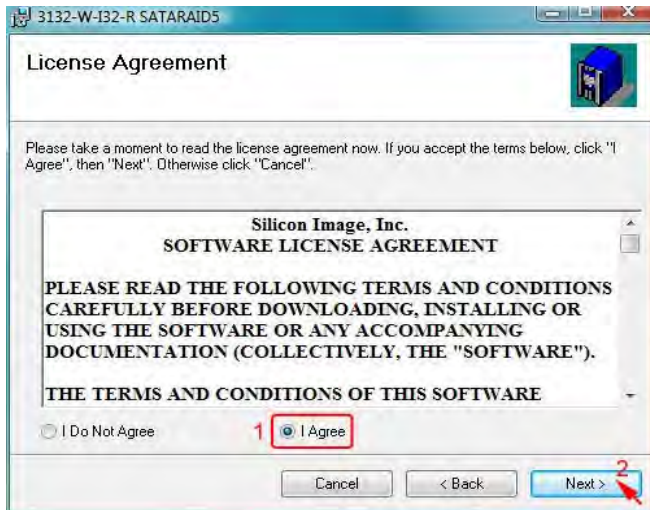 3132-W-I32-R SATARAID5
License Agreement
Please take a moment to read the license agreement now. If you accept the terms below, click "I
Agree", then "Next". Otherwise click "Cancel".
Silicon Image, Inc.
SOFTWARE LICENSE AGREEMENT
PLEASE READ THE FOLLOWING TERMS AND CONDITIONS
CAREFULLY BEFORE DOWNLOADING, INSTALLING OR
USING THE SOFTWARE OR ANY ACCOMPANYING
DOCUMENTATION (COLLECTIVELY, THE "SOFTWARE").
THE TERMS AND CONDITIONS OF THIS SOFTWARE
I Do Not Agree 1 I Agree
Cancel < Back Next > 2